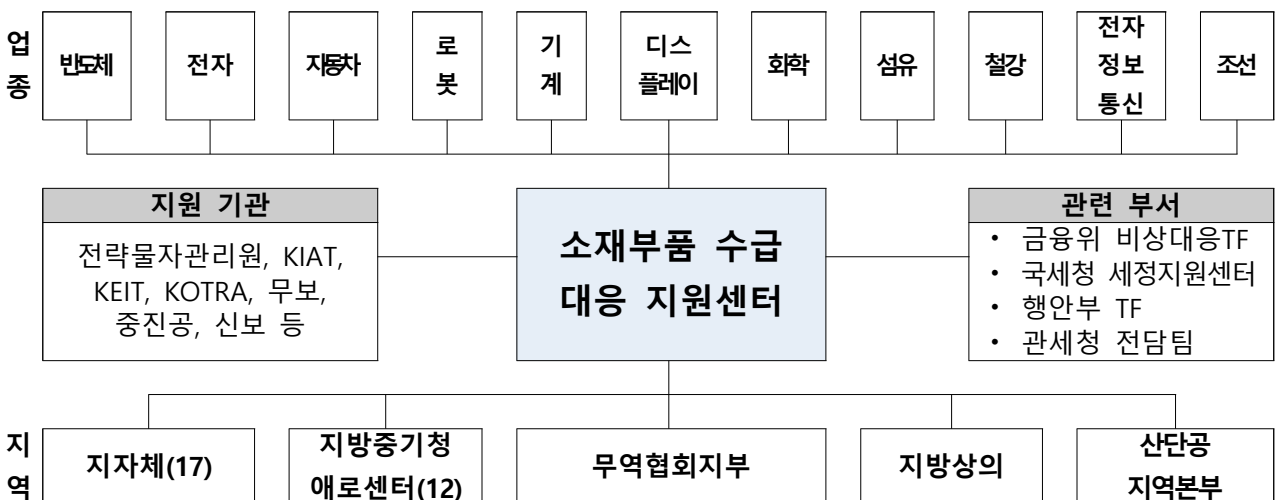 업종
반도체
전자
자동차
로봇
기계
디스
플레이
화학
섬유
철강
전자
정보
통신
조선
지원 기관
전략물자관리원, KIAT,
KEIT, KOTRA, 무보,
중진공, 신보 등
소재부품 수급
대응 지원센터
관련 부서
• 금융위 비상대응TF
• 국세청 세정지원센터
• 행안부 TF
• 관세청 전담팀
지역
지자체(17)
지방중기청
애로센터(12)
무역협회지부
지방상의
산단공
지역본부